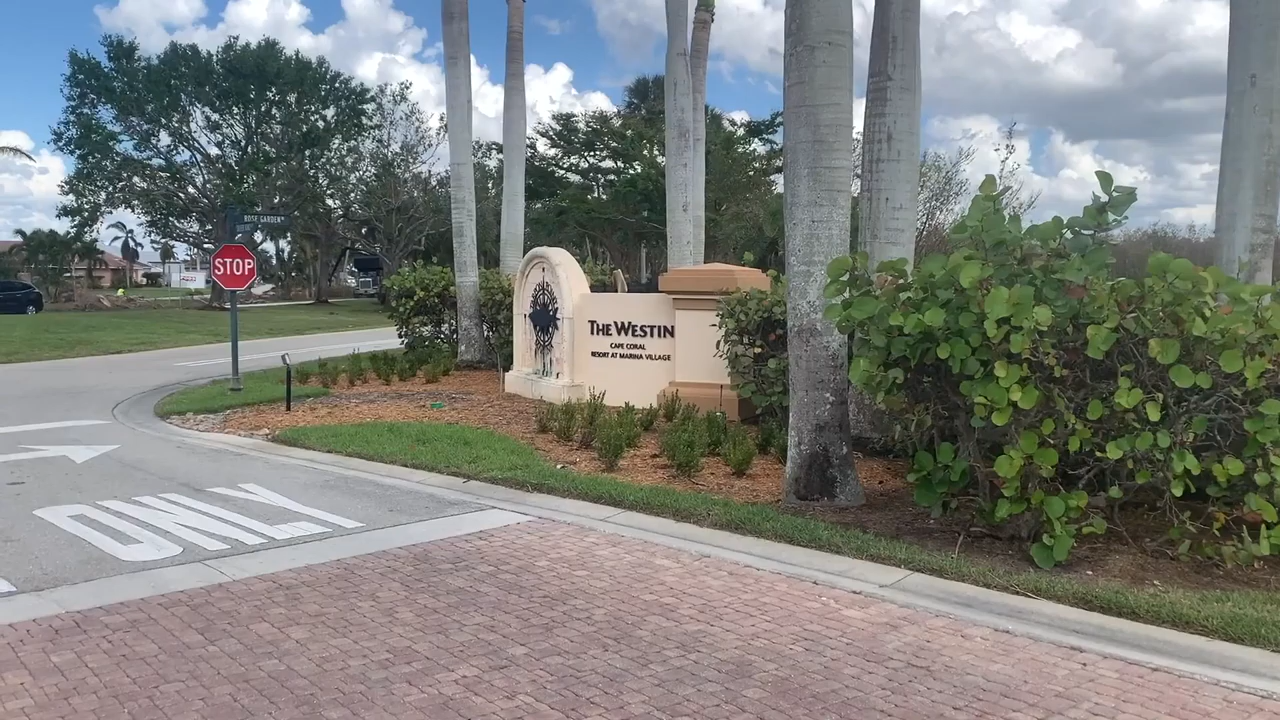 ROSE GARDEN
STOP
THE WESTIN
CAPE CORAL
RESORT AT MARINA VILLAGE
ONLY